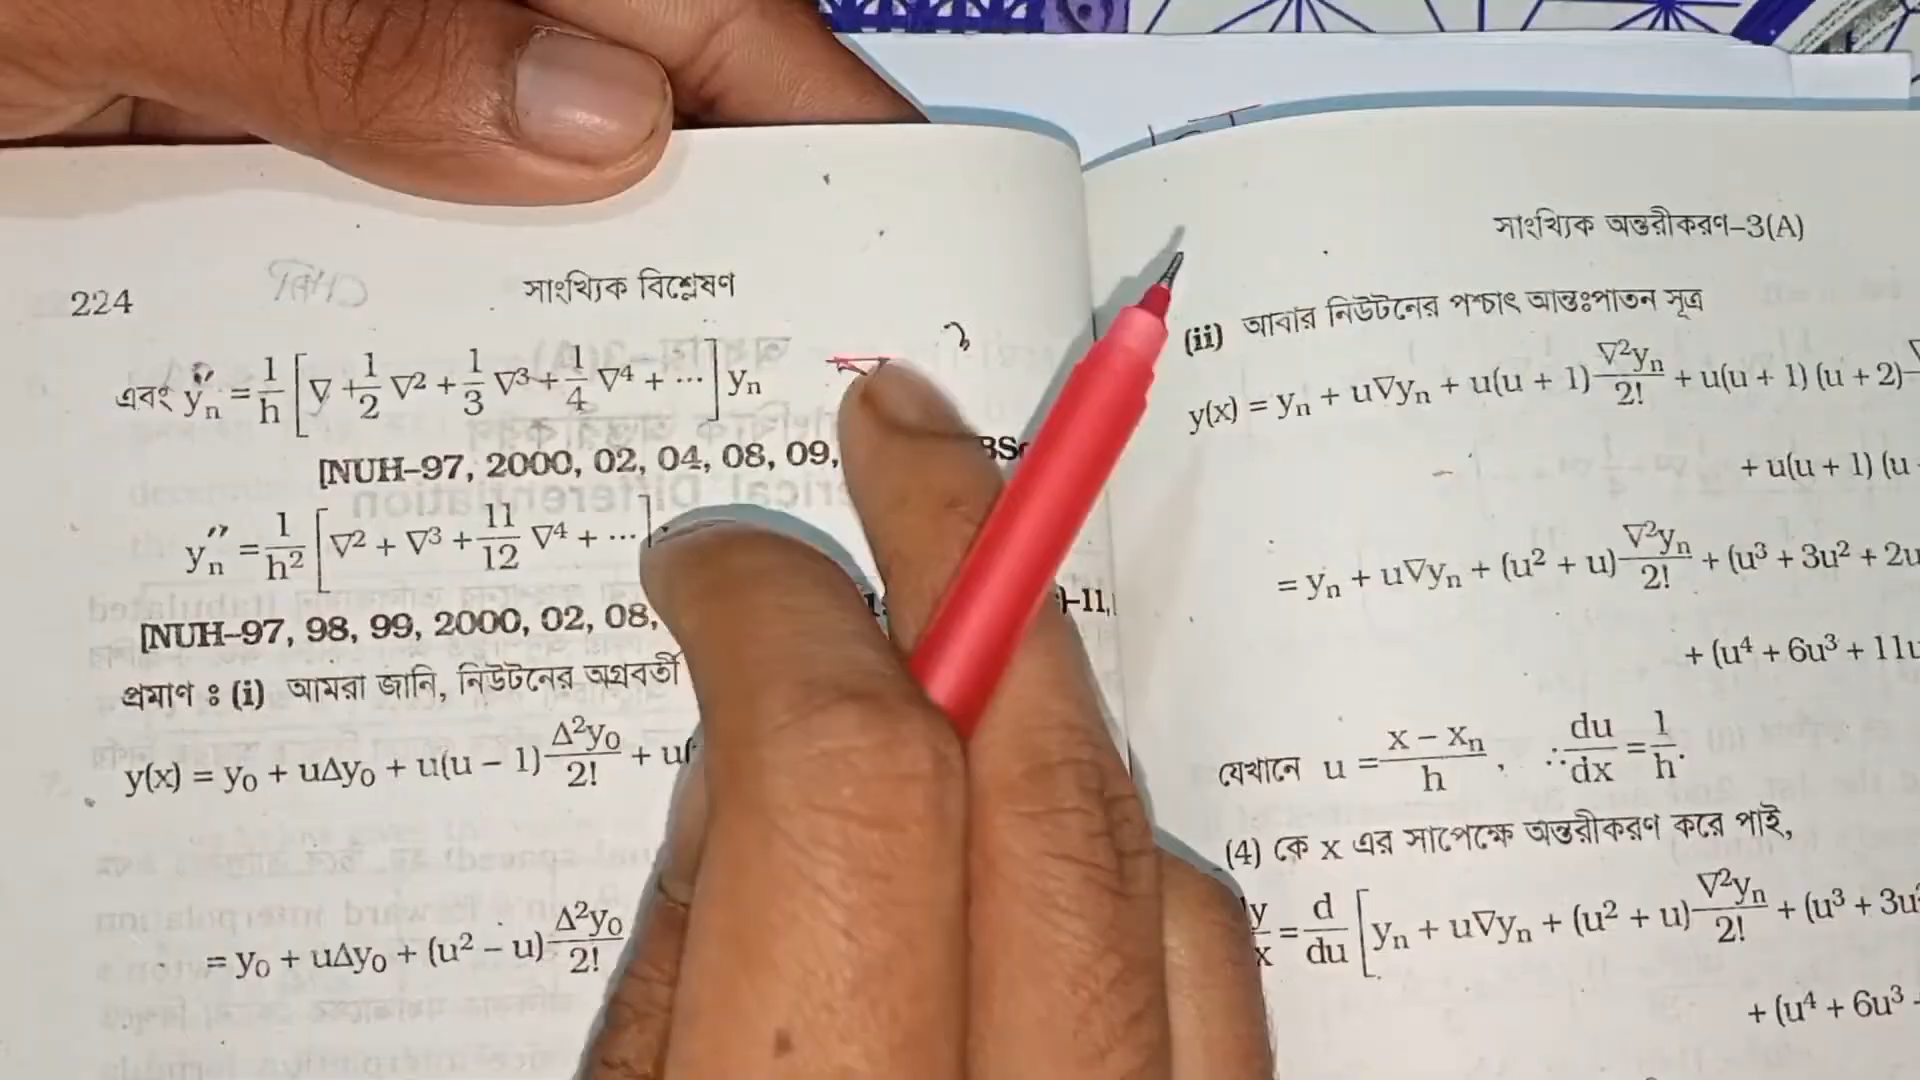 224
সাংখ্যিক বিশ্লেষণ
এবং y′n = 1/h [∇ + 1/2 ∇² + 1/3 ∇³ + 1/4 ∇⁴ + ...] yn
[NUH–97, 2000, 02, 04, 08, 09,
y″n = 1/h² [∇² + ∇³ + 11/12 ∇⁴ + ...]
[NUH–97, 98, 99, 2000, 02, 08, )–11,
প্রমাণ ঃ (i) আমরা জানি, নিউটনের অগ্রবর্তী
y(x) = y₀ + uΔy₀ + u(u – 1) Δ²y₀/2! + u(
= y₀ + uΔy₀ + (u² – u) Δ²y₀/2!
সাংখ্যিক অন্তরীকরণ–3(A)
(ii) আবার নিউটনের পশ্চাৎ আন্তঃপাতন সূত্র
y(x) = yn + u∇yn + u(u + 1) ∇²yn/2! + u(u + 1) (u + 2)
+ u(u + 1) (u
= yn + u∇yn + (u² + u) ∇²yn/2! + (u³ + 3u² + 2u
+ (u⁴ + 6u³ + 11u
যেখানে u = x – xn/h , ∴ du/dx = 1/h.
(4) কে x এর সাপেক্ষে অন্তরীকরণ করে পাই,
y/x = d/du [yn + u∇yn + (u² + u) ∇²yn/2! + (u³ + 3u
+ (u⁴ + 6u³